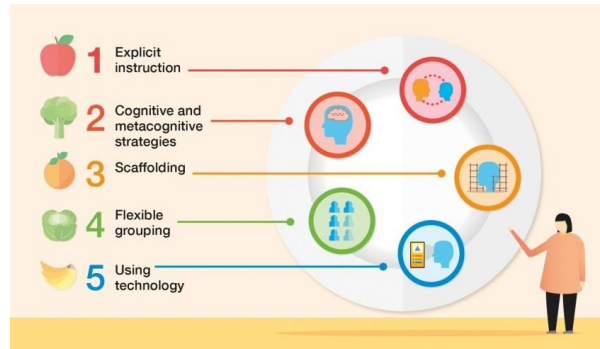 1 Explicit
instruction
2 Cognitive and
metacognitive
strategies
3 Scaffolding
4 Flexible
grouping
5 Using
technology